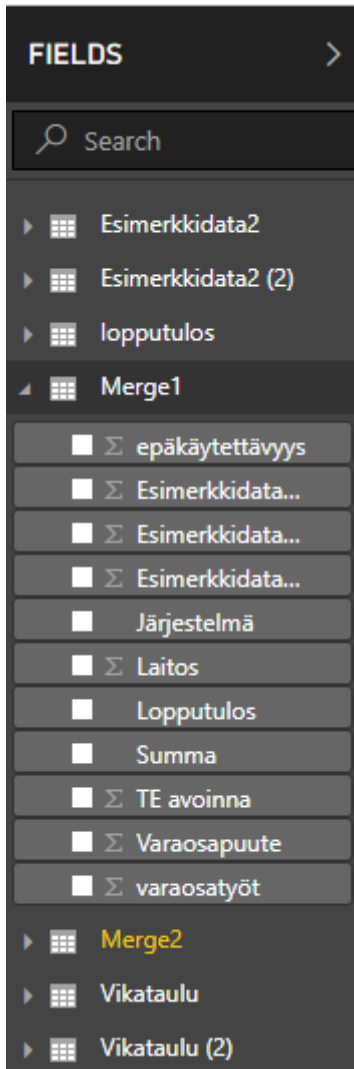 FIELDS
Search
Esimerkkidata2
Esimerkkidata2 (2)
lopputulos
Merge1
Σ epäkäytettävyys
Σ Esimerkkidata...
Σ Esimerkkidata...
Σ Esimerkkidata...
Järjestelmä
Σ Laitos
Lopputulos
Summa
Σ TE avoinna
Σ Varaosapuute
Σ varaosatyöt
Merge2
Vikataulu
Vikataulu (2)